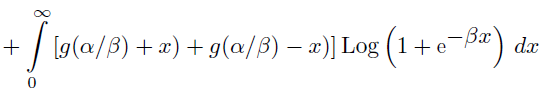 + ∫₀^∞ [g(α/β) + x) + g(α/β) − x)] Log (1 + e^{−βx}) dx